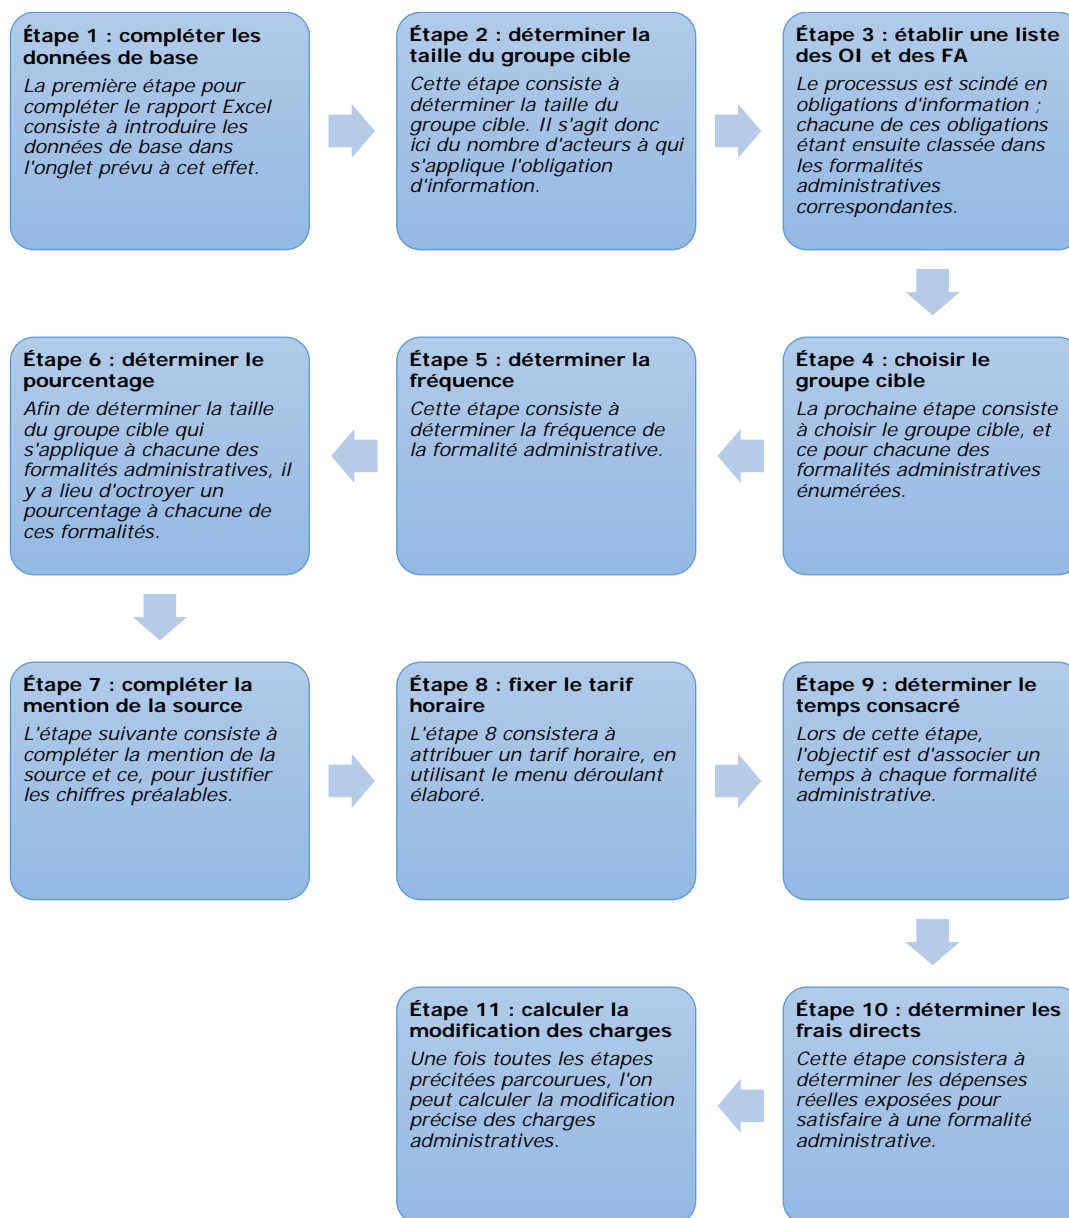 Étape 1 : compléter les
données de base
La première étape pour
compléter le rapport Excel
consiste à introduire les
données de base dans
l'onglet prévu à cet effet.
Étape 2 : déterminer la
taille du groupe cible
Cette étape consiste à
déterminer la taille du
groupe cible. Il s'agit donc
ici du nombre d'acteurs à qui
s'applique l'obligation
d'information.
Étape 3 : établir une liste
des OI et des FA
Le processus est scindé en
obligations d'information ;
chacune de ces obligations
étant ensuite classée dans
les formalités
administratives
correspondantes.
Étape 4 : choisir le
groupe cible
La prochaine étape consiste
à choisir le groupe cible, et
ce pour chacune des
formalités administratives
énumérées.
Étape 5 : déterminer la
fréquence
Cette étape consiste à
déterminer la fréquence de
la formalité administrative.
Étape 6 : déterminer le
pourcentage
Afin de déterminer la taille
du groupe cible qui
s'applique à chacune des
formalités administratives, il
y a lieu d'octroyer un
pourcentage à chacune de
ces formalités.
Étape 7 : compléter la
mention de la source
L'étape suivante consiste à
compléter la mention de la
source et ce, pour justifier
les chiffres préalables.
Étape 8 : fixer le tarif
horaire
L'étape 8 consistera à
attribuer un tarif horaire, en
utilisant le menu déroulant
élaboré.
Étape 9 : déterminer le
temps consacré
Lors de cette étape,
l'objectif est d'associer un
temps à chaque formalité
administrative.
Étape 10 : déterminer les
frais directs
Cette étape consistera à
déterminer les dépenses
réelles exposées pour
satisfaire à une formalité
administrative.
Étape 11 : calculer la
modification des charges
Une fois toutes les étapes
précitées parcourues, l'on
peut calculer la modification
précise des charges
administratives.